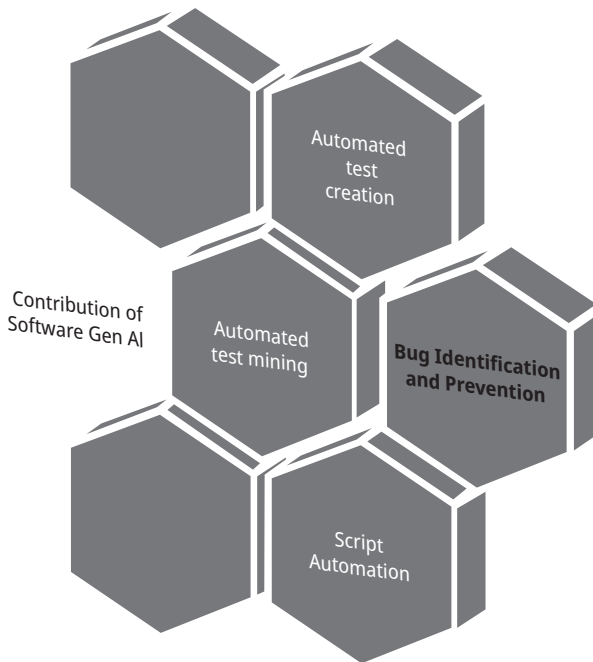 Automated
test
creation
Contribution of
Software Gen AI
Automated
test mining
Bug Identification
and Prevention
Script
Automation